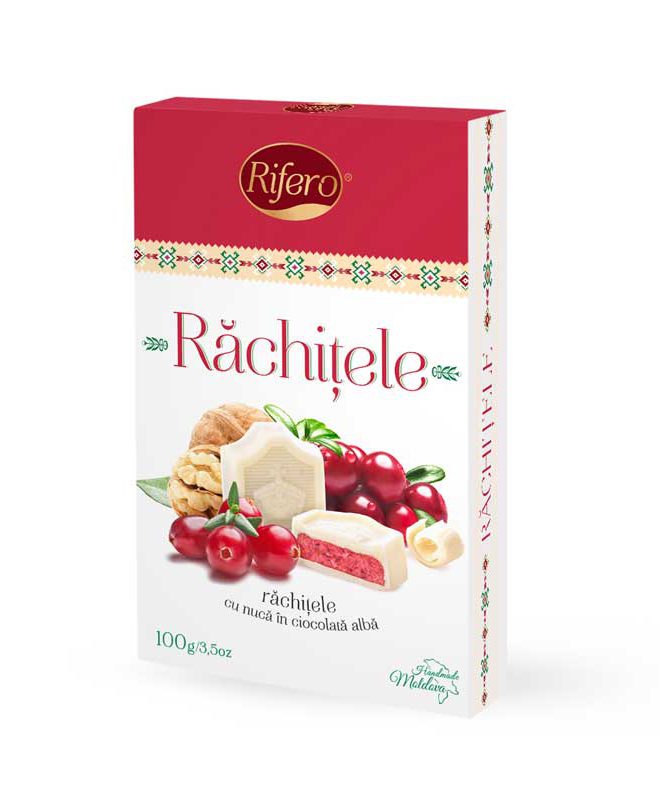 Rifero®
Răchițele
răchițele
cu nucă în ciocolată albă
100g/3,5oz
Handmade
Moldova
RĂCHIȚELE